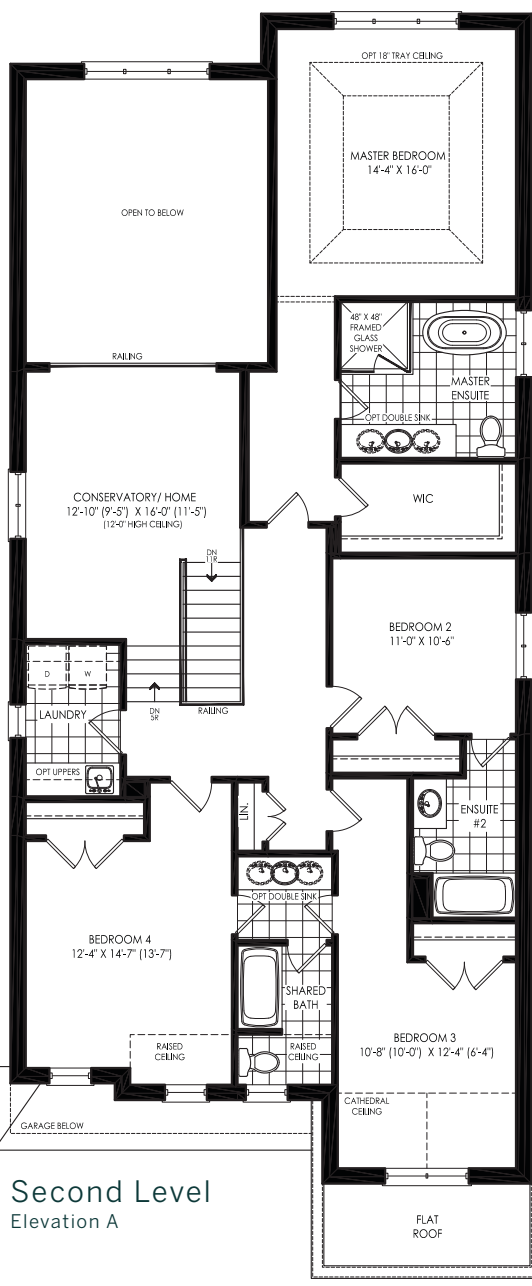 OPT 18" TRAY CEILING
MASTER BEDROOM
14'-4" X 16'-0"
OPEN TO BELOW
48" X 48"
FRAMED
GLASS
SHOWER
RAILING
MASTER
ENSUITE
OPT DOUBLE SINK
CONSERVATORY/ HOME
12'-10" (9'-5") X 16'-0" (11'-5")
(12'-0" HIGH CEILING)
WIC
DN
11R
BEDROOM 2
11'-0" X 10'-6"
D
W
LAUNDRY
DN
5R
RAILING
OPT UPPERS
LIN.
ENSUITE
#2
OPT DOUBLE SINK
BEDROOM 4
12'-4" X 14'-7" (13'-7")
SHARED
BATH
RAISED
CEILING
RAISED
CEILING
BEDROOM 3
10'-8" (10'-0") X 12'-4" (6'-4")
CATHEDRAL
CEILING
GARAGE BELOW
Second Level
Elevation A
FLAT
ROOF